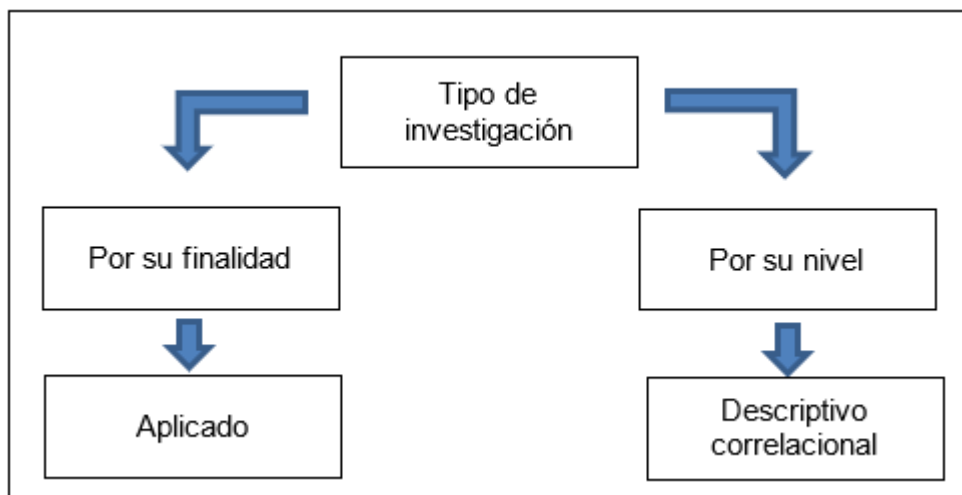 Tipo de
investigación
Por su finalidad
Por su nivel
Aplicado
Descriptivo
correlacional